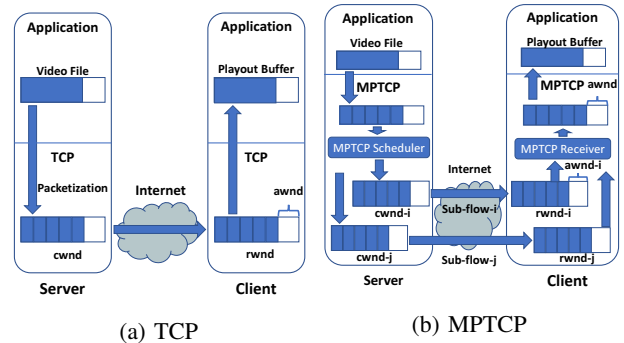 Application
Video File
TCP
Packetization
cwnd
Server
Internet
Application
Playout Buffer
TCP
awnd
rwnd
Client
(a) TCP
Application
Video File
MPTCP
MPTCP Scheduler
cwnd-i
cwnd-j
Server
Internet
Sub-flow-i
Sub-flow-j
Application
Playout Buffer
MPTCP awnd
MPTCP Receiver
awnd-i
rwnd-i
rwnd-j
Client
(b) MPTCP